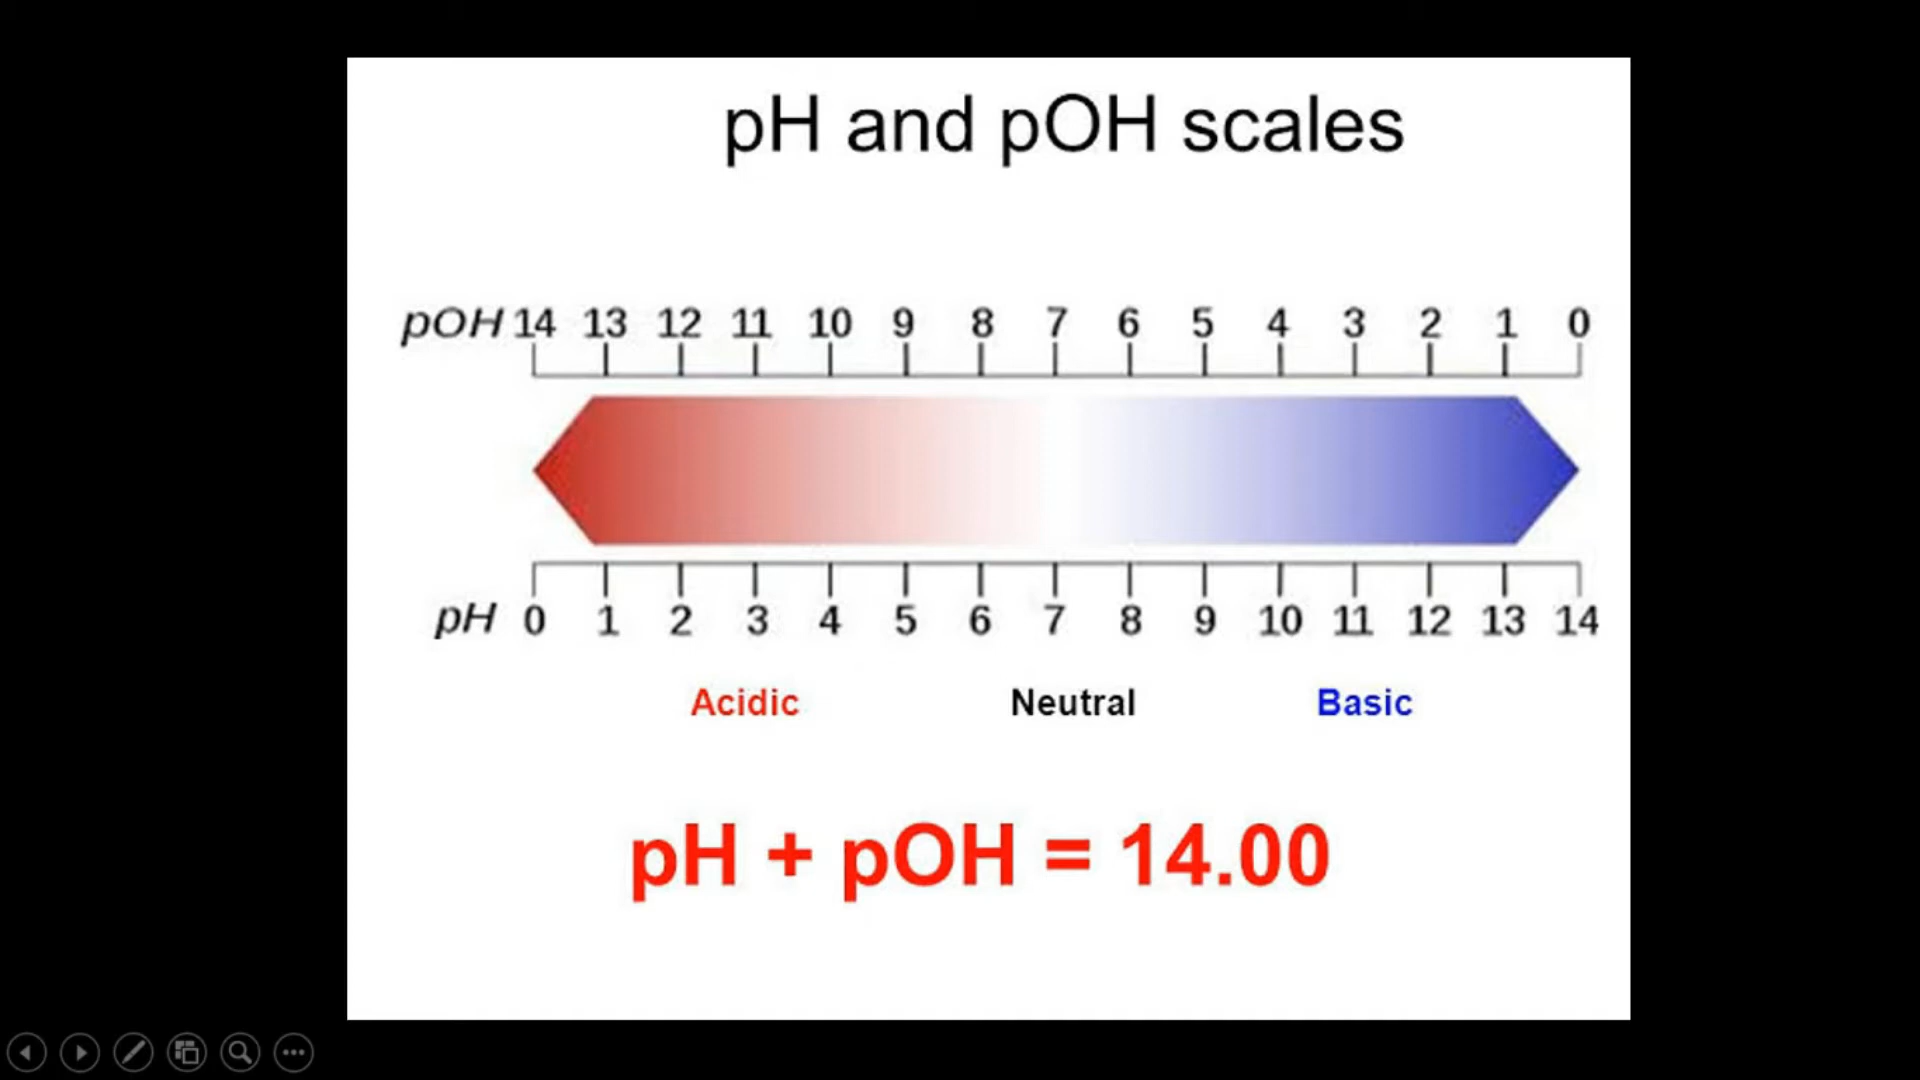 pH and pOH scales
pOH 14 13 12 11 10 9 8 7 6 5 4 3 2 1 0
pH 0 1 2 3 4 5 6 7 8 9 10 11 12 13 14
Acidic Neutral Basic
pH + pOH = 14.00